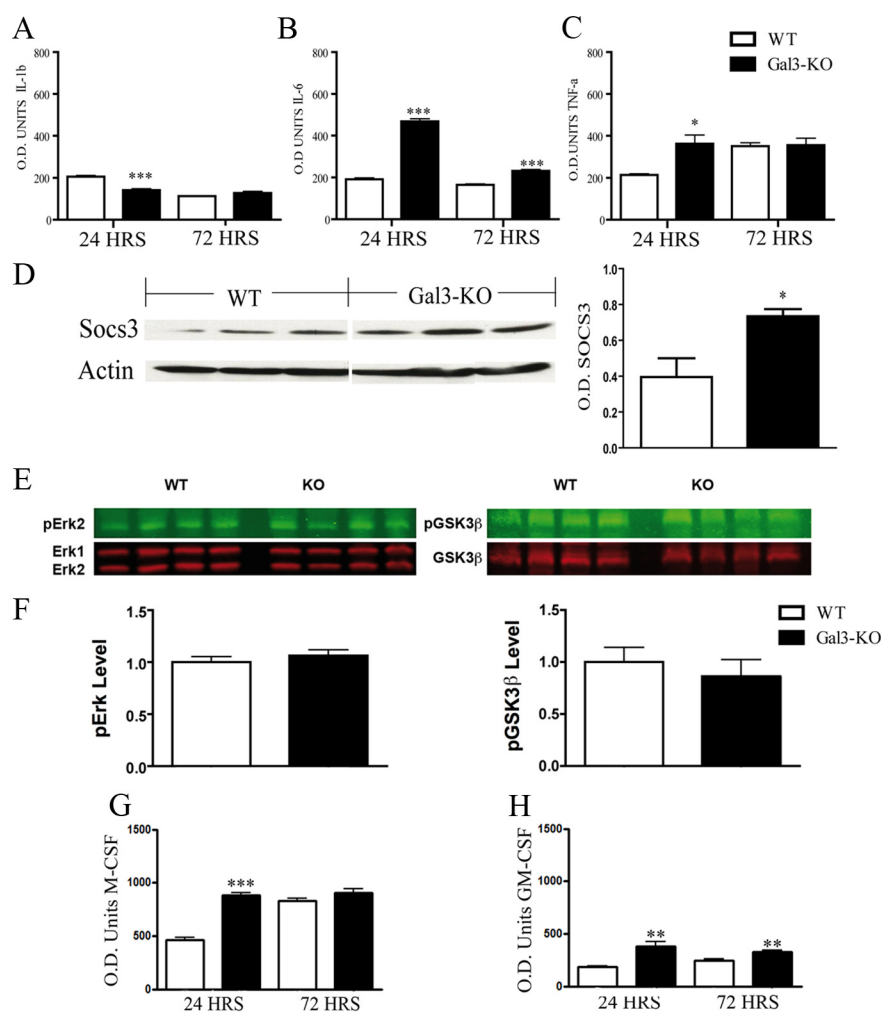 A
B
C
WT
Gal3-KO
O.D. UNITS IL-1b
800
600
400
200
0
***
24 HRS
72 HRS
O.D UNITS IL-6
800
600
400
200
0
***
***
24 HRS
72 HRS
O.D.UNITS TNF-a
800
600
400
200
0
*
24 HRS
72 HRS
D
WT
Gal3-KO
Socs3
Actin
O.D. SOCS3
0.8
0.6
0.4
0.2
0.0
*
E
WT
KO
pErk2
Erk1
Erk2
WT
KO
pGSK3β
GSK3β
F
pErk Level
1.5
1.0
0.5
0.0
pGSK3β Level
1.5
1.0
0.5
0.0
WT
Gal3-KO
G
O.D. Units M-CSF
1500
1000
500
0
***
24 HRS
72 HRS
H
O.D. Units GM-CSF
1500
1000
500
0
**
**
24 HRS
72 HRS